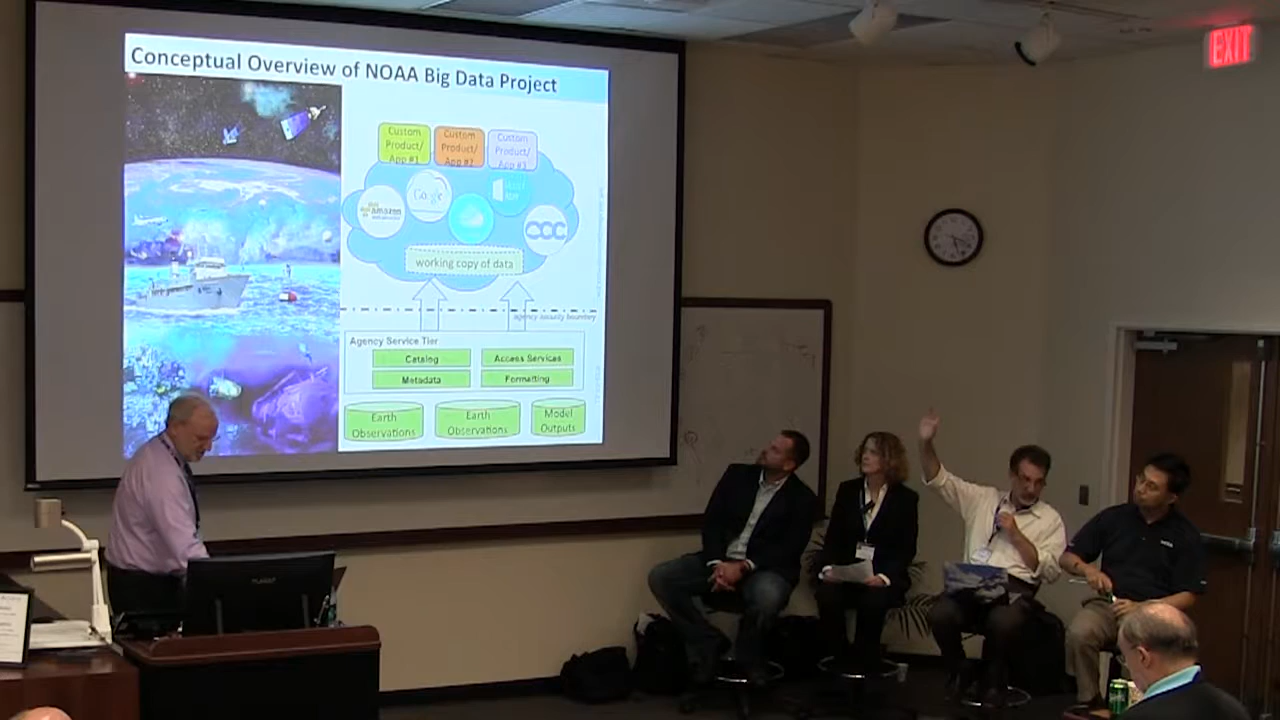 Conceptual Overview of NOAA Big Data Project
Custom
Product/
App #1
Custom
Product/
App #2
Custom
Product/
App #3
amazon
Google
OCC
working copy of data
agency security boundary
Agency Service Tier
Catalog
Access Services
Metadata
Formatting
Earth
Observations
Earth
Observations
Model
Outputs
EXIT